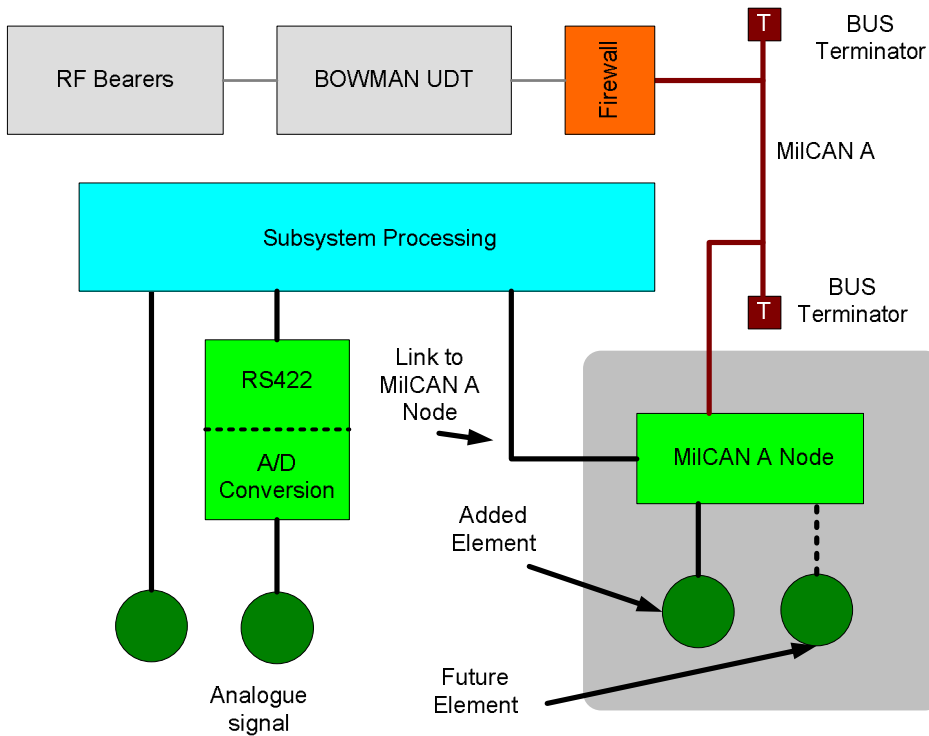 T
BUS
Terminator
RF Bearers
BOWMAN UDT
Firewall
MilCAN A
Subsystem Processing
T
BUS
Terminator
RS422
A/D
Conversion
Link to
MilCAN A
Node
MilCAN A Node
Added
Element
Future
Element
Analogue
signal